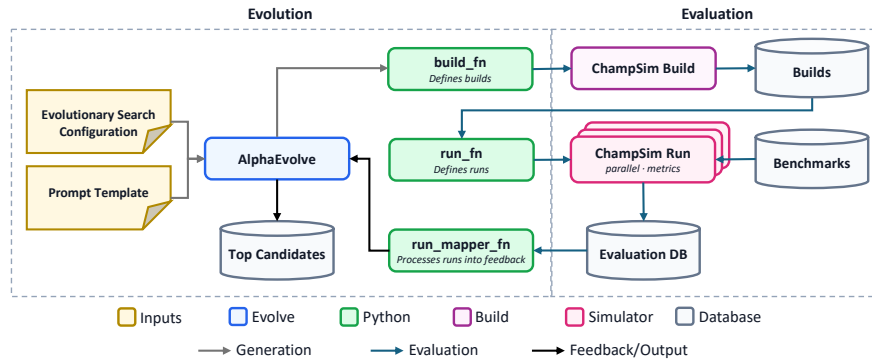 Evolution
Evaluation
build_fn
Defines builds
ChampSim Build
Builds
Evolutionary Search
Configuration
AlphaEvolve
run_fn
Defines runs
ChampSim Run
parallel · metrics
Benchmarks
Prompt Template
Top Candidates
run_mapper_fn
Processes runs into feedback
Evaluation DB
Inputs
Evolve
Python
Build
Simulator
Database
Generation
Evaluation
Feedback/Output